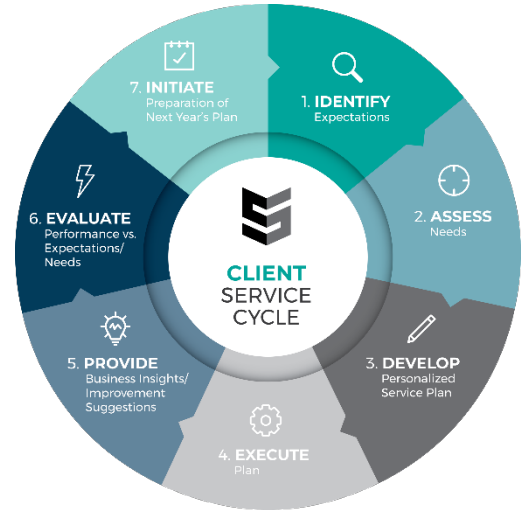 1. IDENTIFY
Expectations
2. ASSESS
Needs
3. DEVELOP
Personalized
Service Plan
4. EXECUTE
Plan
5. PROVIDE
Business Insights/
Improvement
Suggestions
6. EVALUATE
Performance vs.
Expectations/
Needs
7. INITIATE
Preparation of
Next Year's Plan
CLIENT
SERVICE
CYCLE